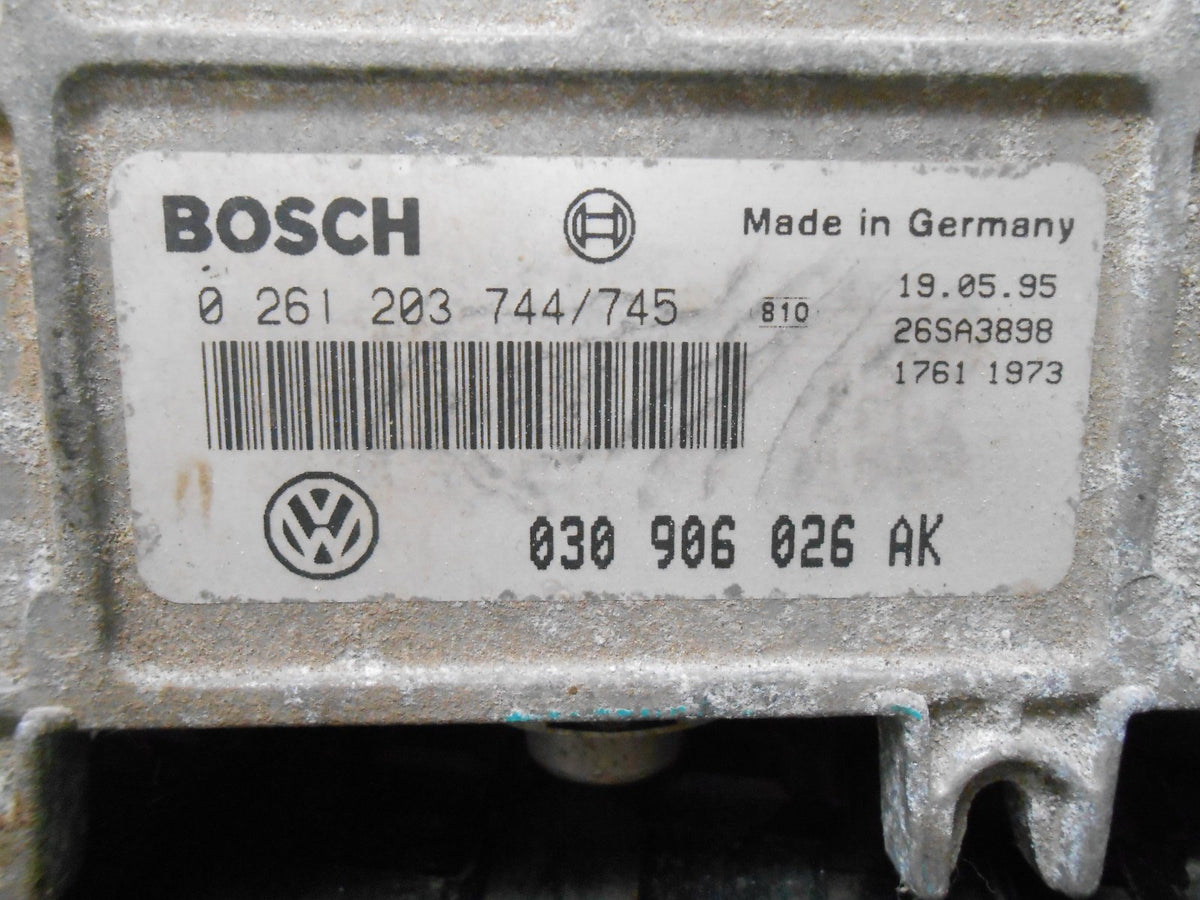 BOSCH
Made in Germany
0 261 203 744/745
810
19.05.95
26SA3898
1761 1973
030 906 026 AK